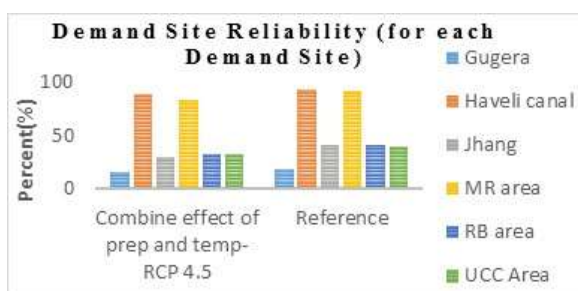 Demand Site Reliability (for each
Demand Site)
Percent(%)
100
50
0
Combine effect of
prep and temp-
RCP 4.5
Reference
Gugera
Haveli canal
Jhang
MR area
RB area
UCC Area